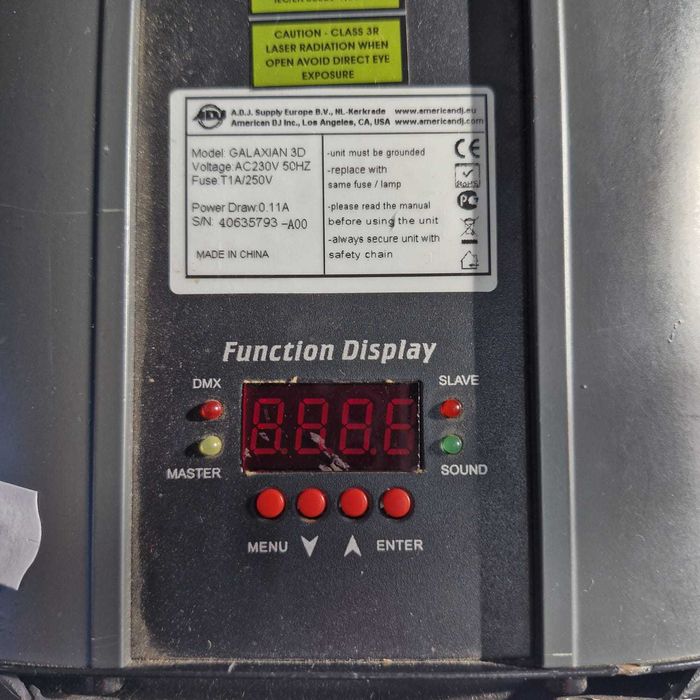 CAUTION - CLASS 3R
LASER RADIATION WHEN
OPEN AVOID DIRECT EYE
EXPOSURE
ADJ
A.D.J. Supply Europe B.V., NL-Kerkrade www.americandj.eu
American DJ Inc., Los Angeles, CA, USA www.americandj.com
Model: GALAXIAN 3D
Voltage:AC230V 50HZ
Fuse:T1A/250V
Power Draw:0.11A
S/N: 40635793 -A00
MADE IN CHINA
-unit must be grounded
-replace with
same fuse / lamp
-please read the manual
before using the unit
-always secure unit with
safety chain
CE
RoHS
Function Display
DMX
SLAVE
MASTER
SOUND
MENU
ENTER